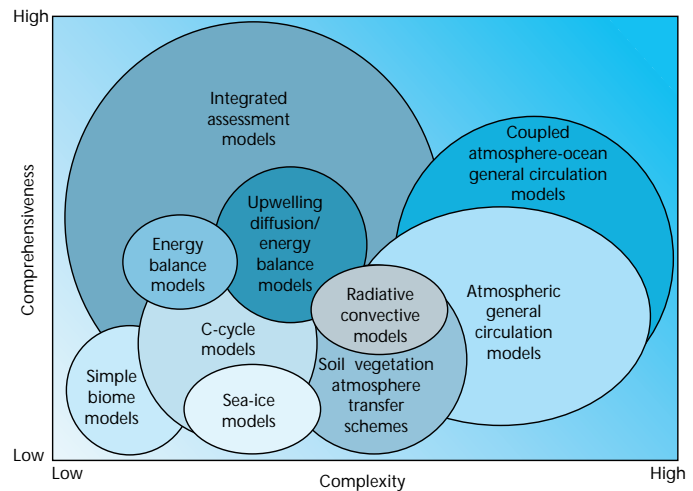 High
Comprehensiveness
Integrated
assessment
models
Coupled
atmosphere-ocean
general circulation
models
Upwelling
diffusion/
energy
balance
models
Energy
balance
models
Radiative
convective
models
Atmospheric
general
circulation
models
C-cycle
models
Simple
biome
models
Sea-ice
models
Soil vegetation
atmosphere
transfer
schemes
Low
Low
Complexity
High